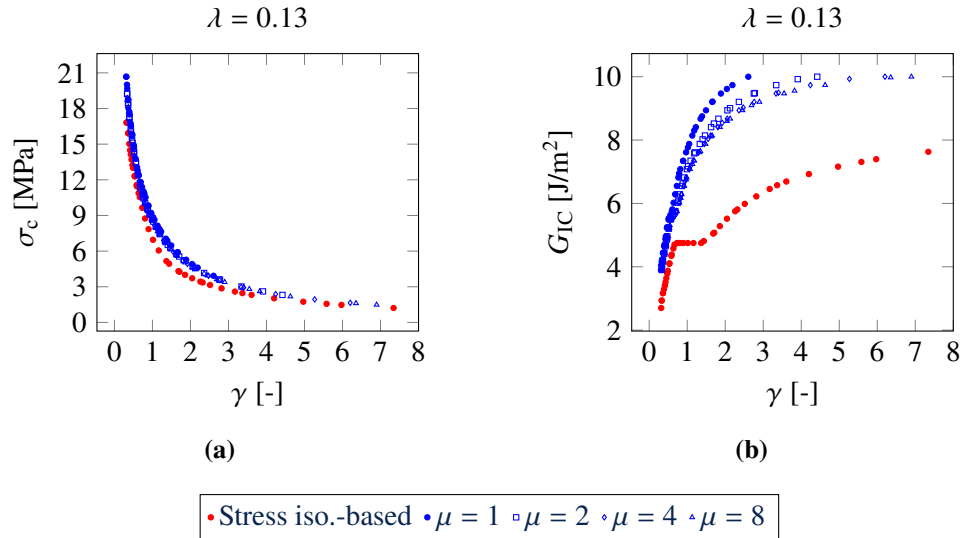 λ = 0.13
21
18
15
12
9
6
3
0
σc [MPa]
0 1 2 3 4 5 6 7 8
γ [-]
(a)
λ = 0.13
10
8
6
4
2
GIC [J/m²]
0 1 2 3 4 5 6 7 8
γ [-]
(b)
Stress iso.-based μ = 1 μ = 2 μ = 4 μ = 8